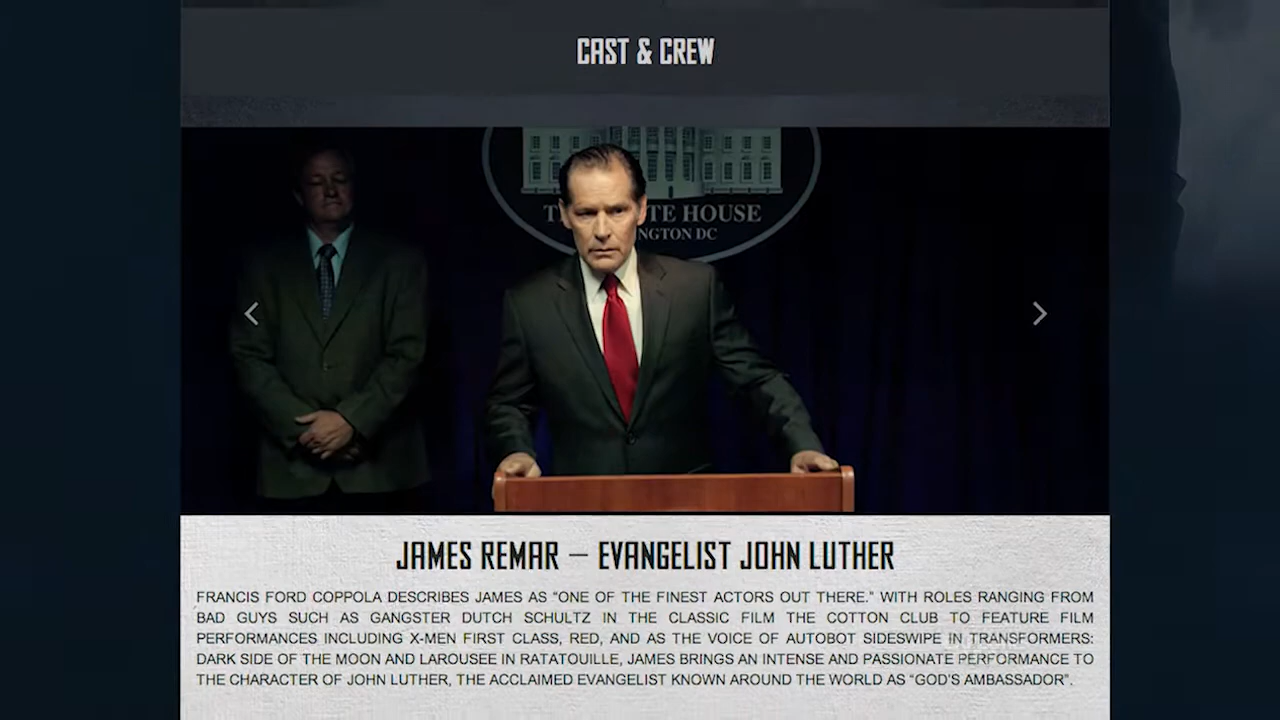 CAST & CREW
TE HOUSE
NGTON DC
JAMES REMAR — EVANGELIST JOHN LUTHER
FRANCIS FORD COPPOLA DESCRIBES JAMES AS “ONE OF THE FINEST ACTORS OUT THERE.” WITH ROLES RANGING FROM
BAD GUYS SUCH AS GANGSTER DUTCH SCHULTZ IN THE CLASSIC FILM THE COTTON CLUB TO FEATURE FILM
PERFORMANCES INCLUDING X-MEN FIRST CLASS, RED, AND AS THE VOICE OF AUTOBOT SIDESWIPE IN TRANSFORMERS:
DARK SIDE OF THE MOON AND LAROUSEE IN RATATOUILLE, JAMES BRINGS AN INTENSE AND PASSIONATE PERFORMANCE TO
THE CHARACTER OF JOHN LUTHER, THE ACCLAIMED EVANGELIST KNOWN AROUND THE WORLD AS “GOD’S AMBASSADOR”.